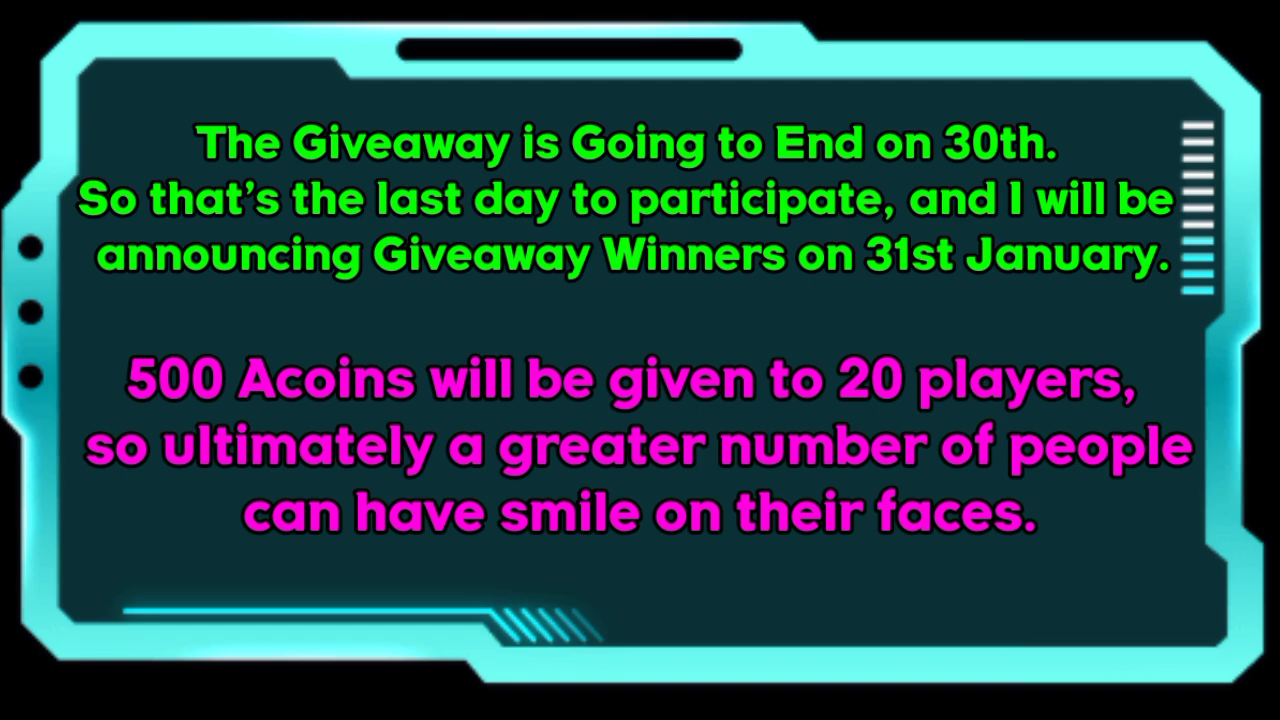 The Giveaway is Going to End on 30th.
So that's the last day to participate, and I will be
announcing Giveaway Winners on 31st January.
500 Acoins will be given to 20 players,
so ultimately a greater number of people
can have smile on their faces.